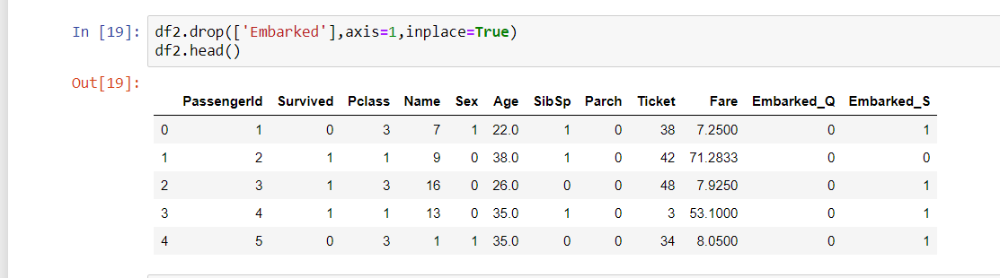 In [19]: df2.drop(['Embarked'],axis=1,inplace=True)
df2.head()
Out[19]:
PassengerId Survived Pclass Name Sex Age SibSp Parch Ticket Fare Embarked_Q Embarked_S
0 1 0 3 7 1 22.0 1 0 38 7.2500 0 1
1 2 1 1 9 0 38.0 1 0 42 71.2833 0 0
2 3 1 3 16 0 26.0 0 0 48 7.9250 0 1
3 4 1 1 13 0 35.0 1 0 3 53.1000 0 1
4 5 0 3 1 1 35.0 0 0 34 8.0500 0 1